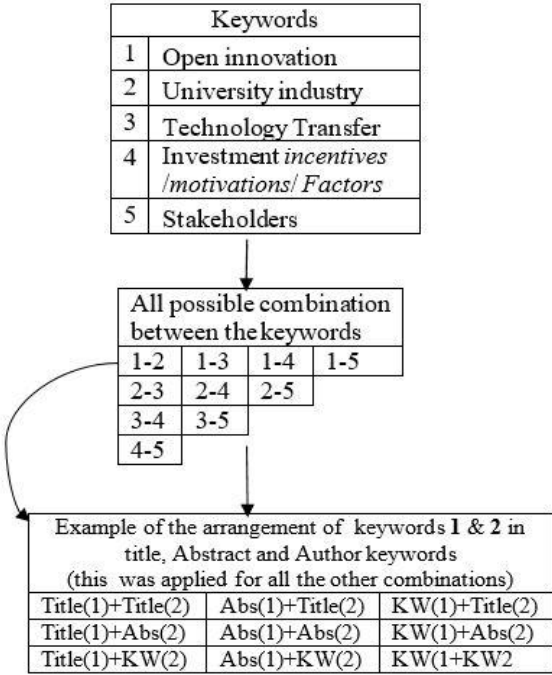 Keywords
1 Open innovation
2 University industry
3 Technology Transfer
4 Investment incentives
/motivations/ Factors
5 Stakeholders
All possible combination
between the keywords
1-2 1-3 1-4 1-5
2-3 2-4 2-5
3-4 3-5
4-5
Example of the arrangement of keywords 1 & 2 in
title, Abstract and Author keywords
(this was applied for all the other combinations)
Title(1)+Title(2) Abs(1)+Title(2) KW(1)+Title(2)
Title(1)+Abs(2) Abs(1)+Abs(2) KW(1)+Abs(2)
Title(1)+KW(2) Abs(1)+KW(2) KW(1+KW2